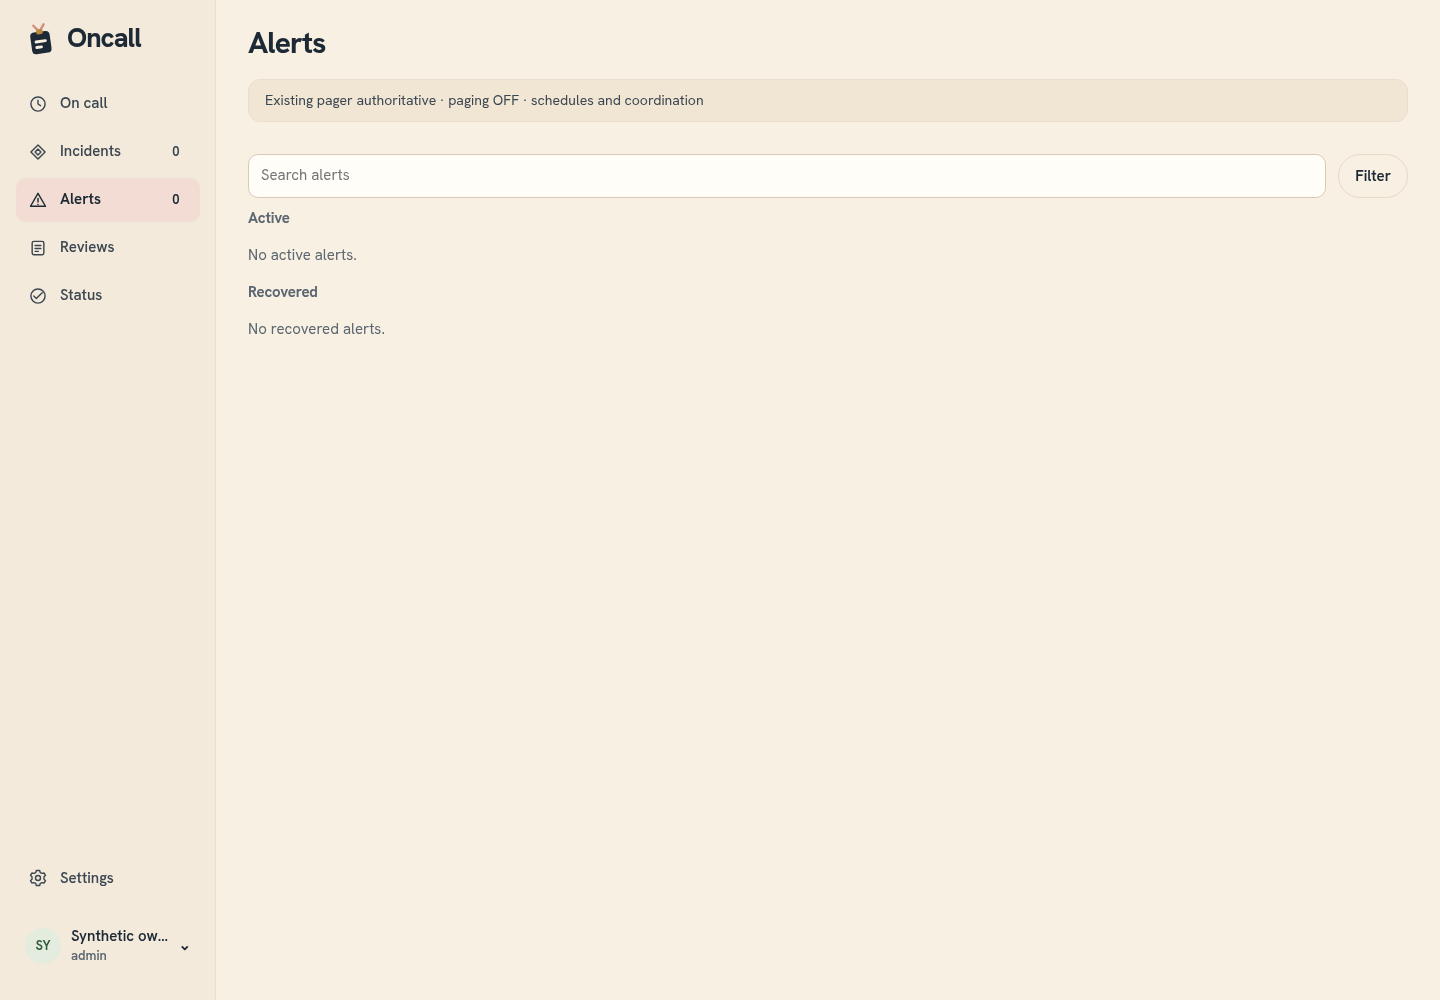 Oncall
On call
Incidents 0
Alerts 0
Reviews
Status
Settings
SY
Synthetic ow...
admin
Alerts
Existing pager authoritative · paging OFF · schedules and coordination
Search alerts
Filter
Active
No active alerts.
Recovered
No recovered alerts.